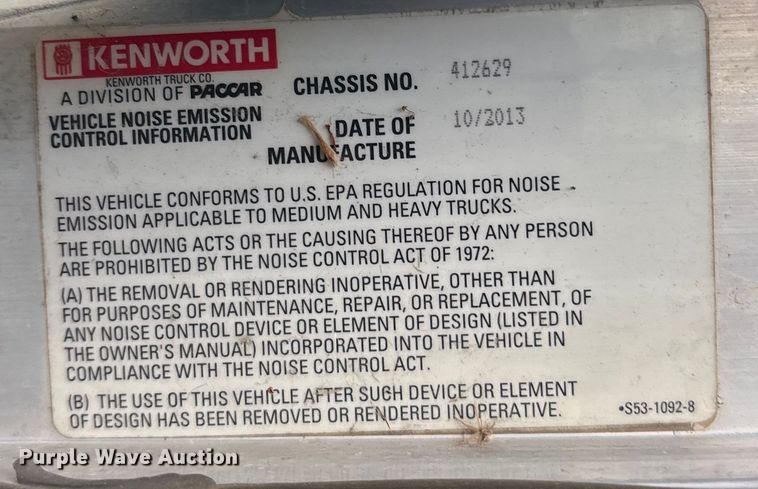 KENWORTH
KENWORTH TRUCK CO.
A DIVISION OF PACCAR
CHASSIS NO. 412629
VEHICLE NOISE EMISSION
CONTROL INFORMATION
DATE OF
MANUFACTURE
10/2013
THIS VEHICLE CONFORMS TO U.S. EPA REGULATION FOR NOISE
EMISSION APPLICABLE TO MEDIUM AND HEAVY TRUCKS.
THE FOLLOWING ACTS OR THE CAUSING THEREOF BY ANY PERSON
ARE PROHIBITED BY THE NOISE CONTROL ACT OF 1972:
(A) THE REMOVAL OR RENDERING INOPERATIVE, OTHER THAN
FOR PURPOSES OF MAINTENANCE, REPAIR, OR REPLACEMENT, OF
ANY NOISE CONTROL DEVICE OR ELEMENT OF DESIGN (LISTED IN
THE OWNER'S MANUAL) INCORPORATED INTO THE VEHICLE IN
COMPLIANCE WITH THE NOISE CONTROL ACT.
(B) THE USE OF THIS VEHICLE AFTER SUCH DEVICE OR ELEMENT
OF DESIGN HAS BEEN REMOVED OR RENDERED INOPERATIVE.
•S53-1092-8
Purple Wave Auction